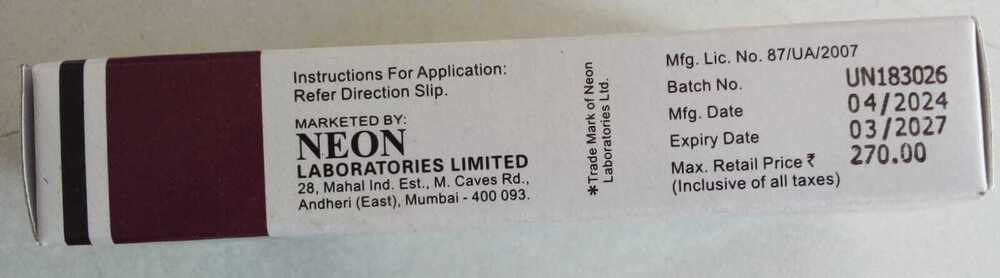 Instructions For Application:
Refer Direction Slip.
MARKETED BY:
NEON
LABORATORIES LIMITED
28, Mahal Ind. Est., M. Caves Rd.,
Andheri (East), Mumbai - 400 093.
*Trade Mark of Neon
Laboratories Ltd.
Mfg. Lic. No. 87/UA/2007
Batch No. UN183026
Mfg. Date 04/2024
Expiry Date 03/2027
Max. Retail Price ₹ 270.00
(Inclusive of all taxes)